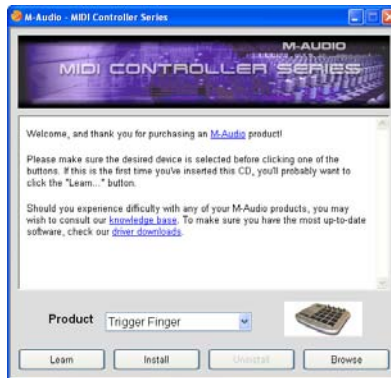 M-Audio - MIDI Controller Series
M-AUDIO
MIDI CONTROLLER SERIES
Welcome, and thank you for purchasing an M-Audio product!
Please make sure the desired device is selected before clicking one of the
buttons. If this is the first time you've inserted this CD, you'll probably want to
click the "Learn..." button.
Should you experience difficulty with any of your M-Audio products, you may
wish to consult our knowledge base. To make sure you have the most up-to-date
software, check our driver downloads.
Product Trigger Finger
Learn Install Uninstall Browse